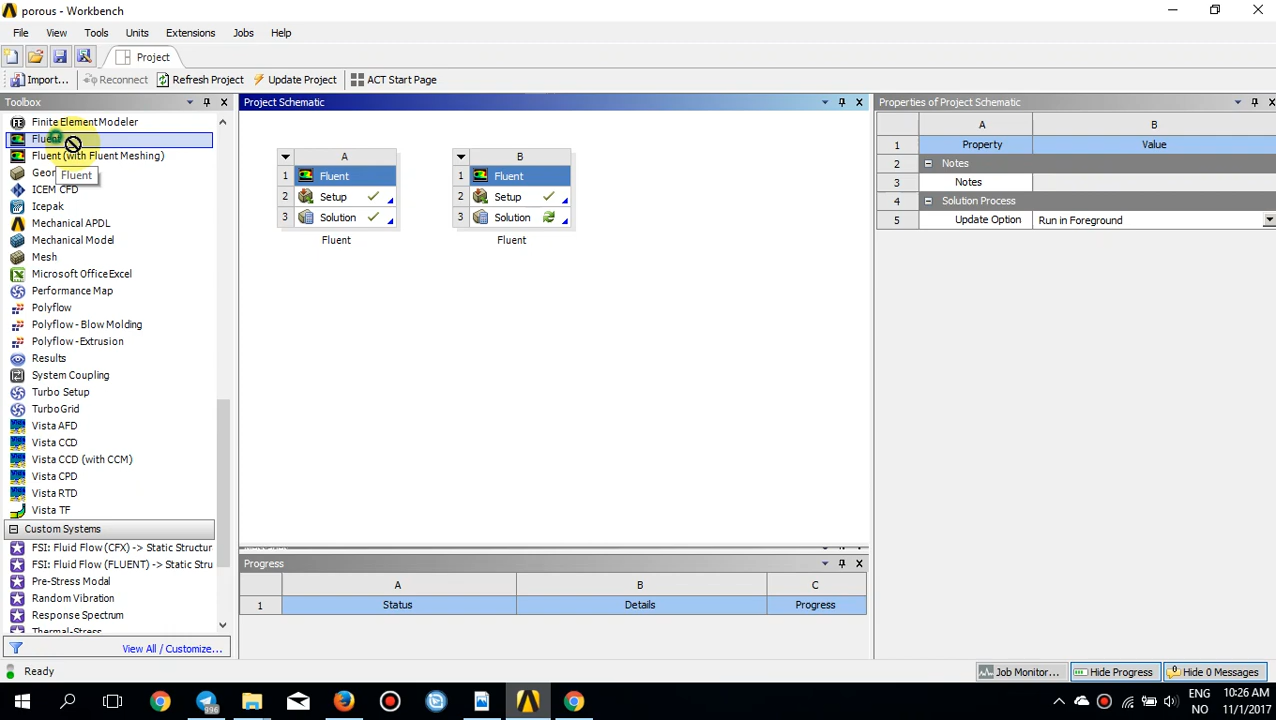 porous - Workbench
File View Tools Units Extensions Jobs Help
Project
Import... Reconnect Refresh Project Update Project ACT Start Page
Toolbox
Finite Element Modeler
Fluent
Fluent (with Fluent Meshing)
Fluent
ICEM CFD
Icepak
Mechanical APDL
Mechanical Model
Mesh
Microsoft Office Excel
Performance Map
Polyflow
Polyflow - Blow Molding
Polyflow - Extrusion
Results
System Coupling
Turbo Setup
TurboGrid
Vista AFD
Vista CCD
Vista CCD (with CCM)
Vista CPD
Vista RTD
Vista TF
Custom Systems
FSI: Fluid Flow (CFX) -> Static Structur
FSI: Fluid Flow (FLUENT) -> Static Stru
Pre-Stress Modal
Random Vibration
Response Spectrum
Thermal-Stress
View All / Customize...
Project Schematic
A
1 Fluent
2 Setup
3 Solution
Fluent
B
1 Fluent
2 Setup
3 Solution
Fluent
Progress
A B C
1 Status Details Progress
Properties of Project Schematic
A B
1 Property Value
2 Notes
3 Notes
4 Solution Process
5 Update Option Run in Foreground
Ready
Job Monitor... Hide Progress Hide 0 Messages
996
ENG 10:26 AM
NO 11/1/2017